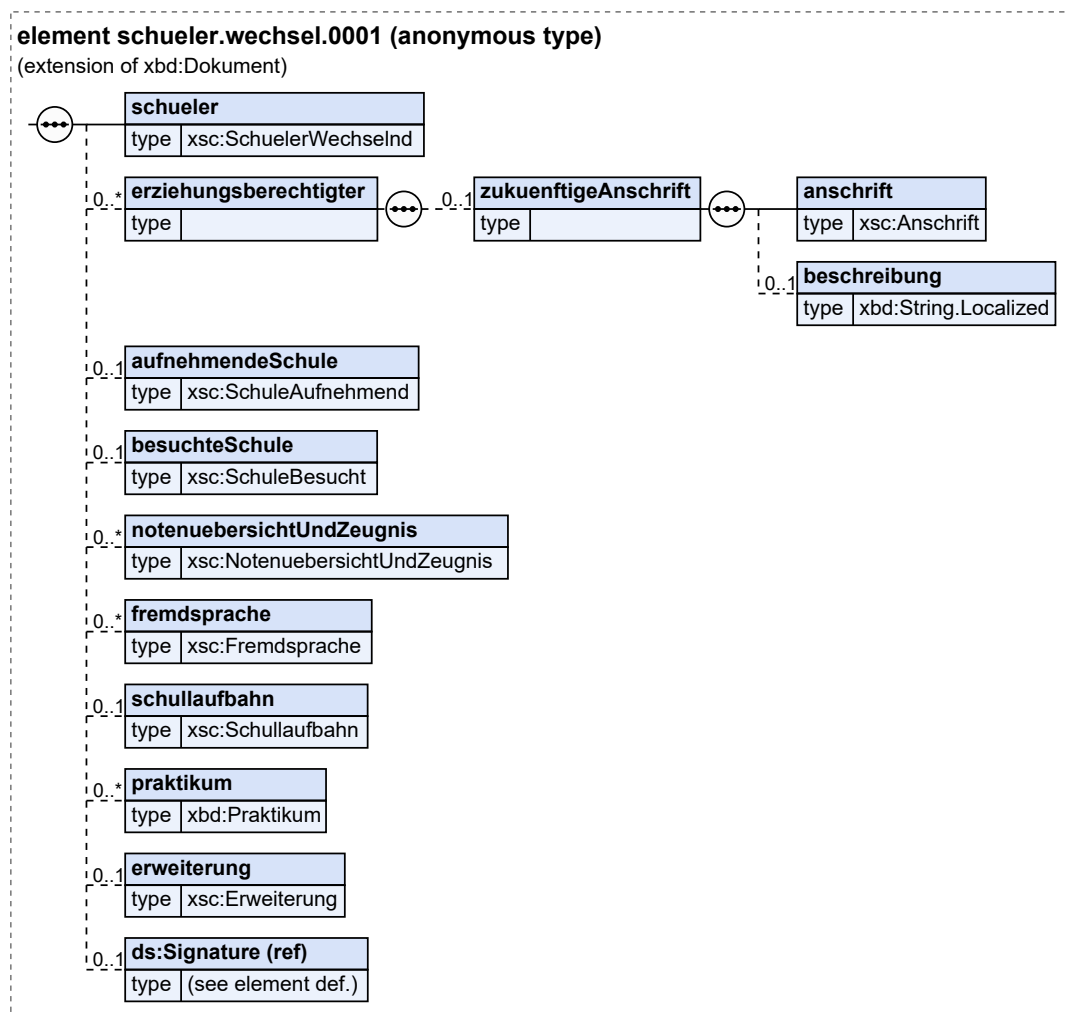 element schueler.wechsel.0001 (anonymous type)
(extension of xbd:Dokument)
schueler
type xsc:SchuelerWechselnd
0..* erziehungsberechtigter 0..1 zukuenftigeAnschrift anschrift
type type type xsc:Anschrift
0..1 beschreibung
type xbd:String.Localized
0..1 aufnehmendeSchule
type xsc:SchuleAufnehmend
0..1 besuchteSchule
type xsc:SchuleBesucht
0..* notenuebersichtUndZeugnis
type xsc:NotenuebersichtUndZeugnis
0..* fremdsprache
type xsc:Fremdsprache
0..1 schullaufbahn
type xsc:Schullaufbahn
0..* praktikum
type xbd:Praktikum
0..1 erweiterung
type xsc:Erweiterung
0..1 ds:Signature (ref)
type (see element def.)